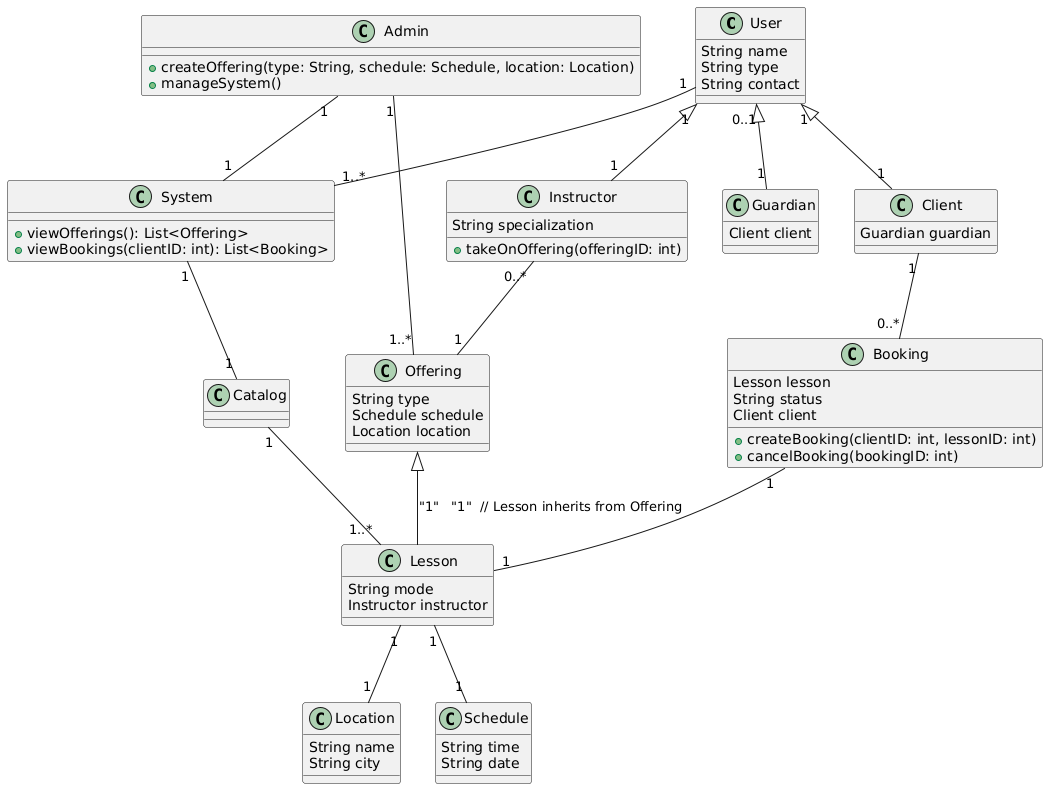 C Admin
+ createOffering(type: String, schedule: Schedule, location: Location)
+ manageSystem()
C User
String name
String type
String contact
1
1
1
1
0..1
1
1
1..*
1
1
1
C System
+ viewOfferings(): List<Offering>
+ viewBookings(clientID: int): List<Booking>
C Instructor
String specialization
+ takeOnOffering(offeringID: int)
C Guardian
Client client
C Client
Guardian guardian
1
0..*
1
1
1..*
1
0..*
C Catalog
C Offering
String type
Schedule schedule
Location location
C Booking
Lesson lesson
String status
Client client
+ createBooking(clientID: int, lessonID: int)
+ cancelBooking(bookingID: int)
1
1
"1" "1" // Lesson inherits from Offering
1..*
1
C Lesson
String mode
Instructor instructor
1
1
1
1
C Location
String name
String city
C Schedule
String time
String date